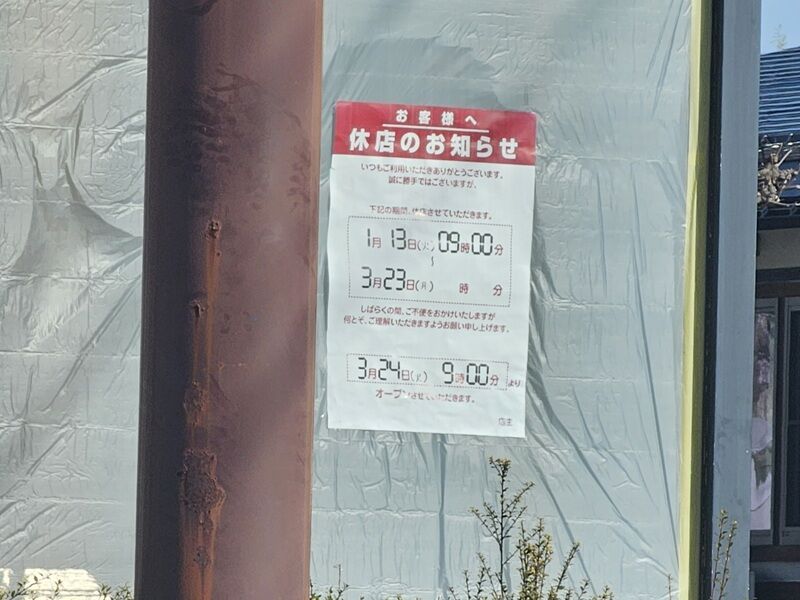 お客様へ
休店のお知らせ
いつもご利用いただきありがとうございます。
誠に勝手ではございますが、
下記の期間、休店させていただきます。
1月13日(火)09時00分
～
3月23日(月) 時 分
しばらくの間、ご不便をおかけいたしますが
何とぞ、ご理解いただきますようお願い申し上げます。
3月24日(火) 9時00分より
オープンさせていただきます。
店主